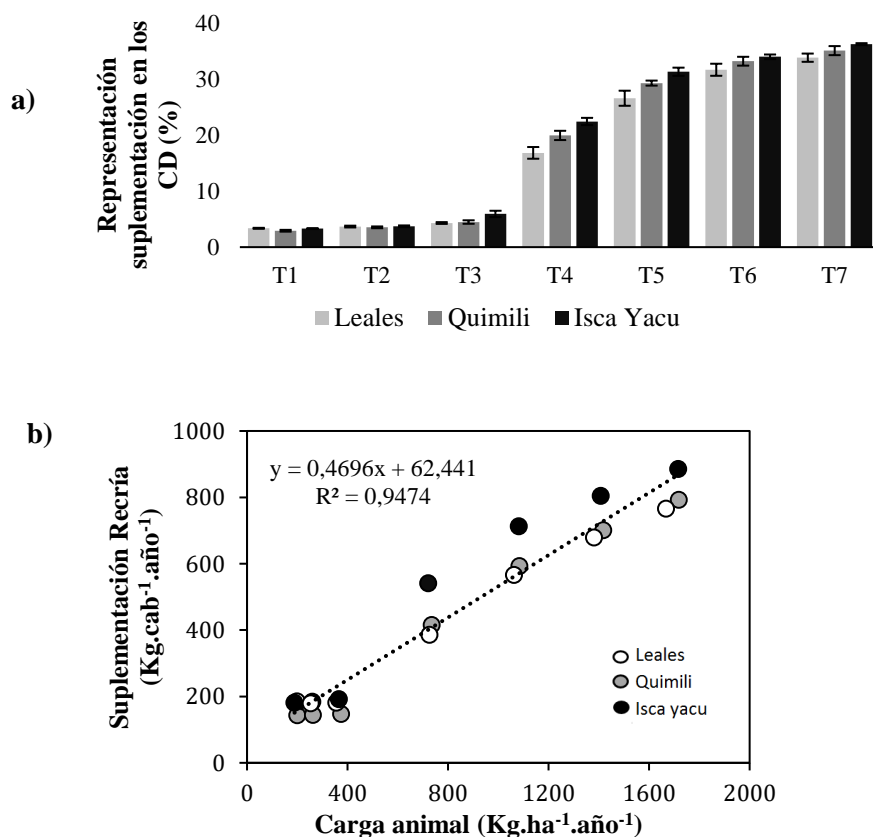 a)
Representación
suplementación en los
CD (%)
40
30
20
10
0
T1 T2 T3 T4 T5 T6 T7
Leales Quimili Isca Yacu
b)
Suplementación Recría
(Kg.cab⁻¹.año⁻¹)
1000
800
600
400
200
0
y = 0,4696x + 62,441
R² = 0,9474
Leales
Quimili
Isca yacu
0 400 800 1200 1600 2000
Carga animal (Kg.ha⁻¹.año⁻¹)